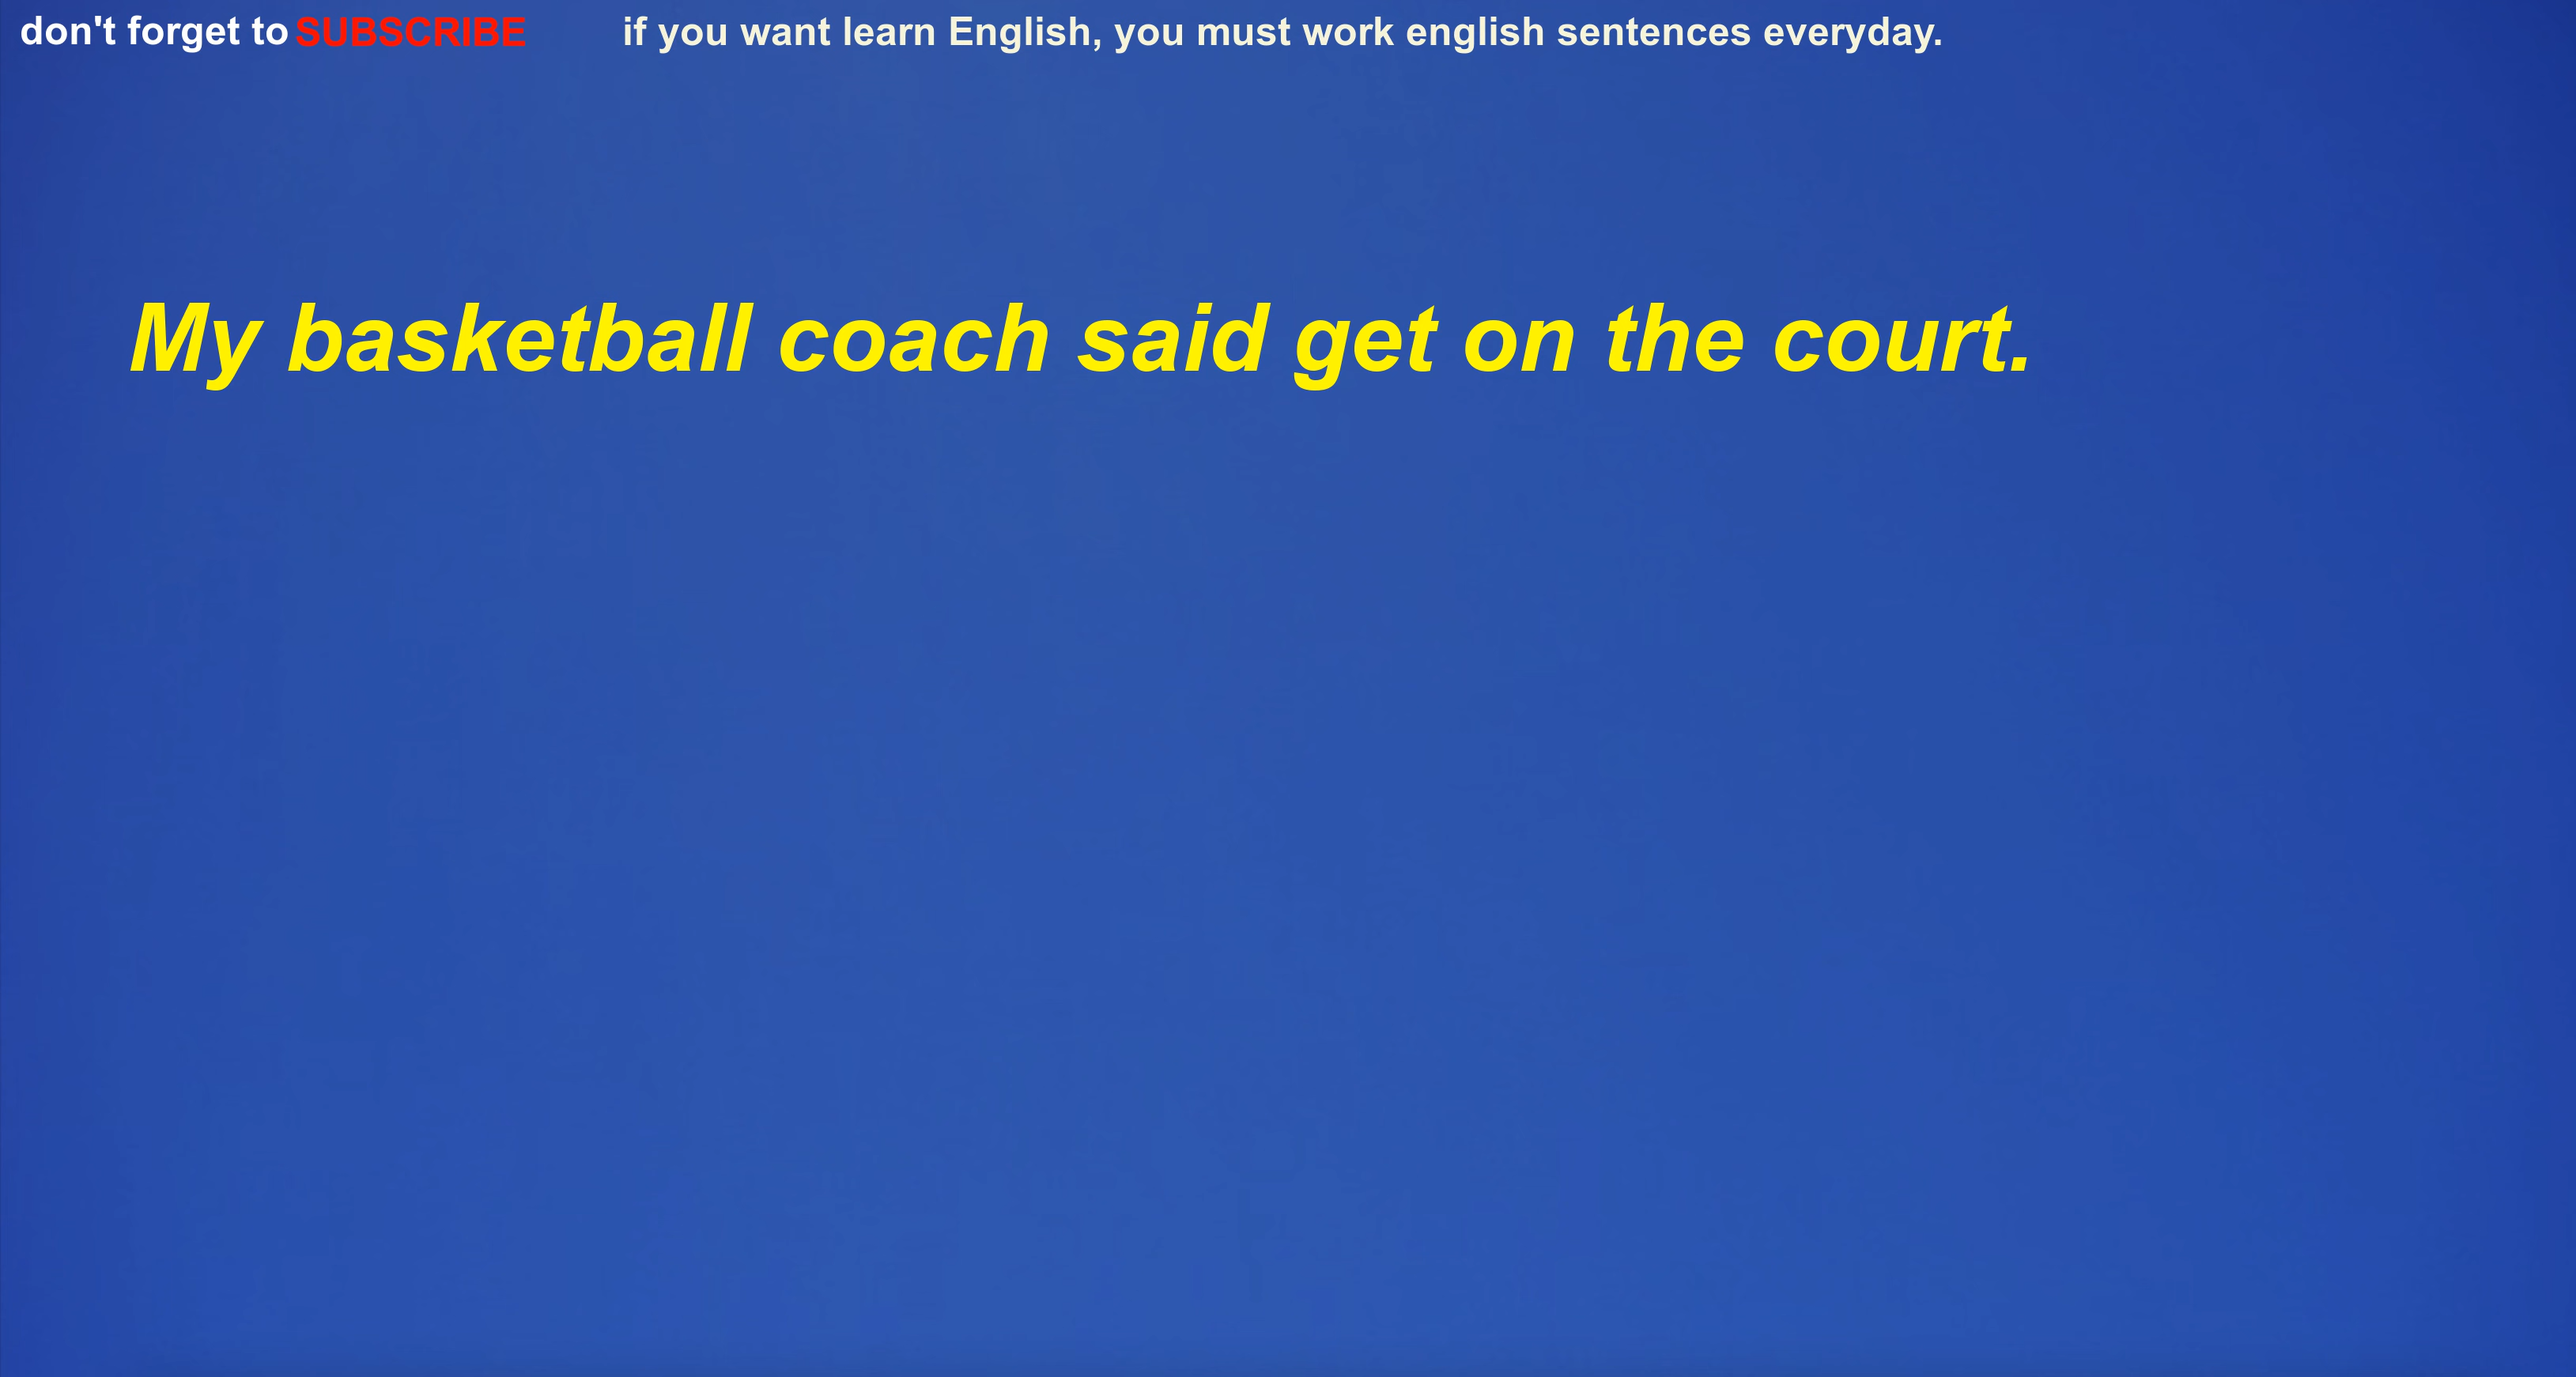 don't forget to SUBSCRIBE if you want learn English, you must work english sentences everyday.
My basketball coach said get on the court.